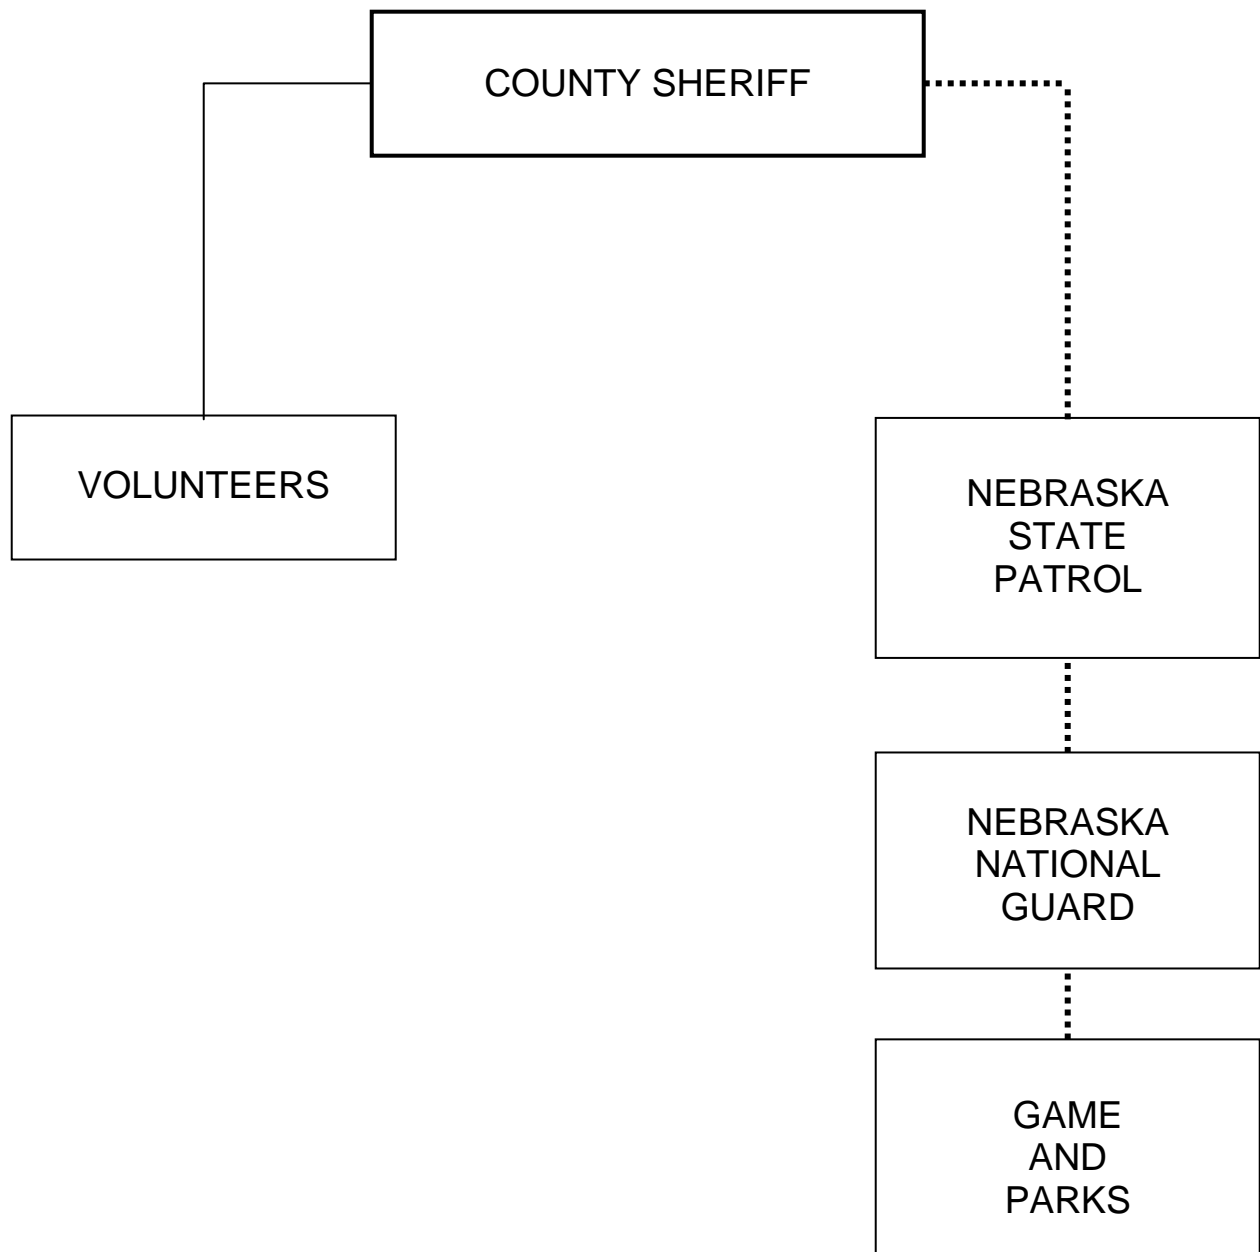 COUNTY SHERIFF
VOLUNTEERS
NEBRASKA
STATE
PATROL
NEBRASKA
NATIONAL
GUARD
GAME
AND
PARKS